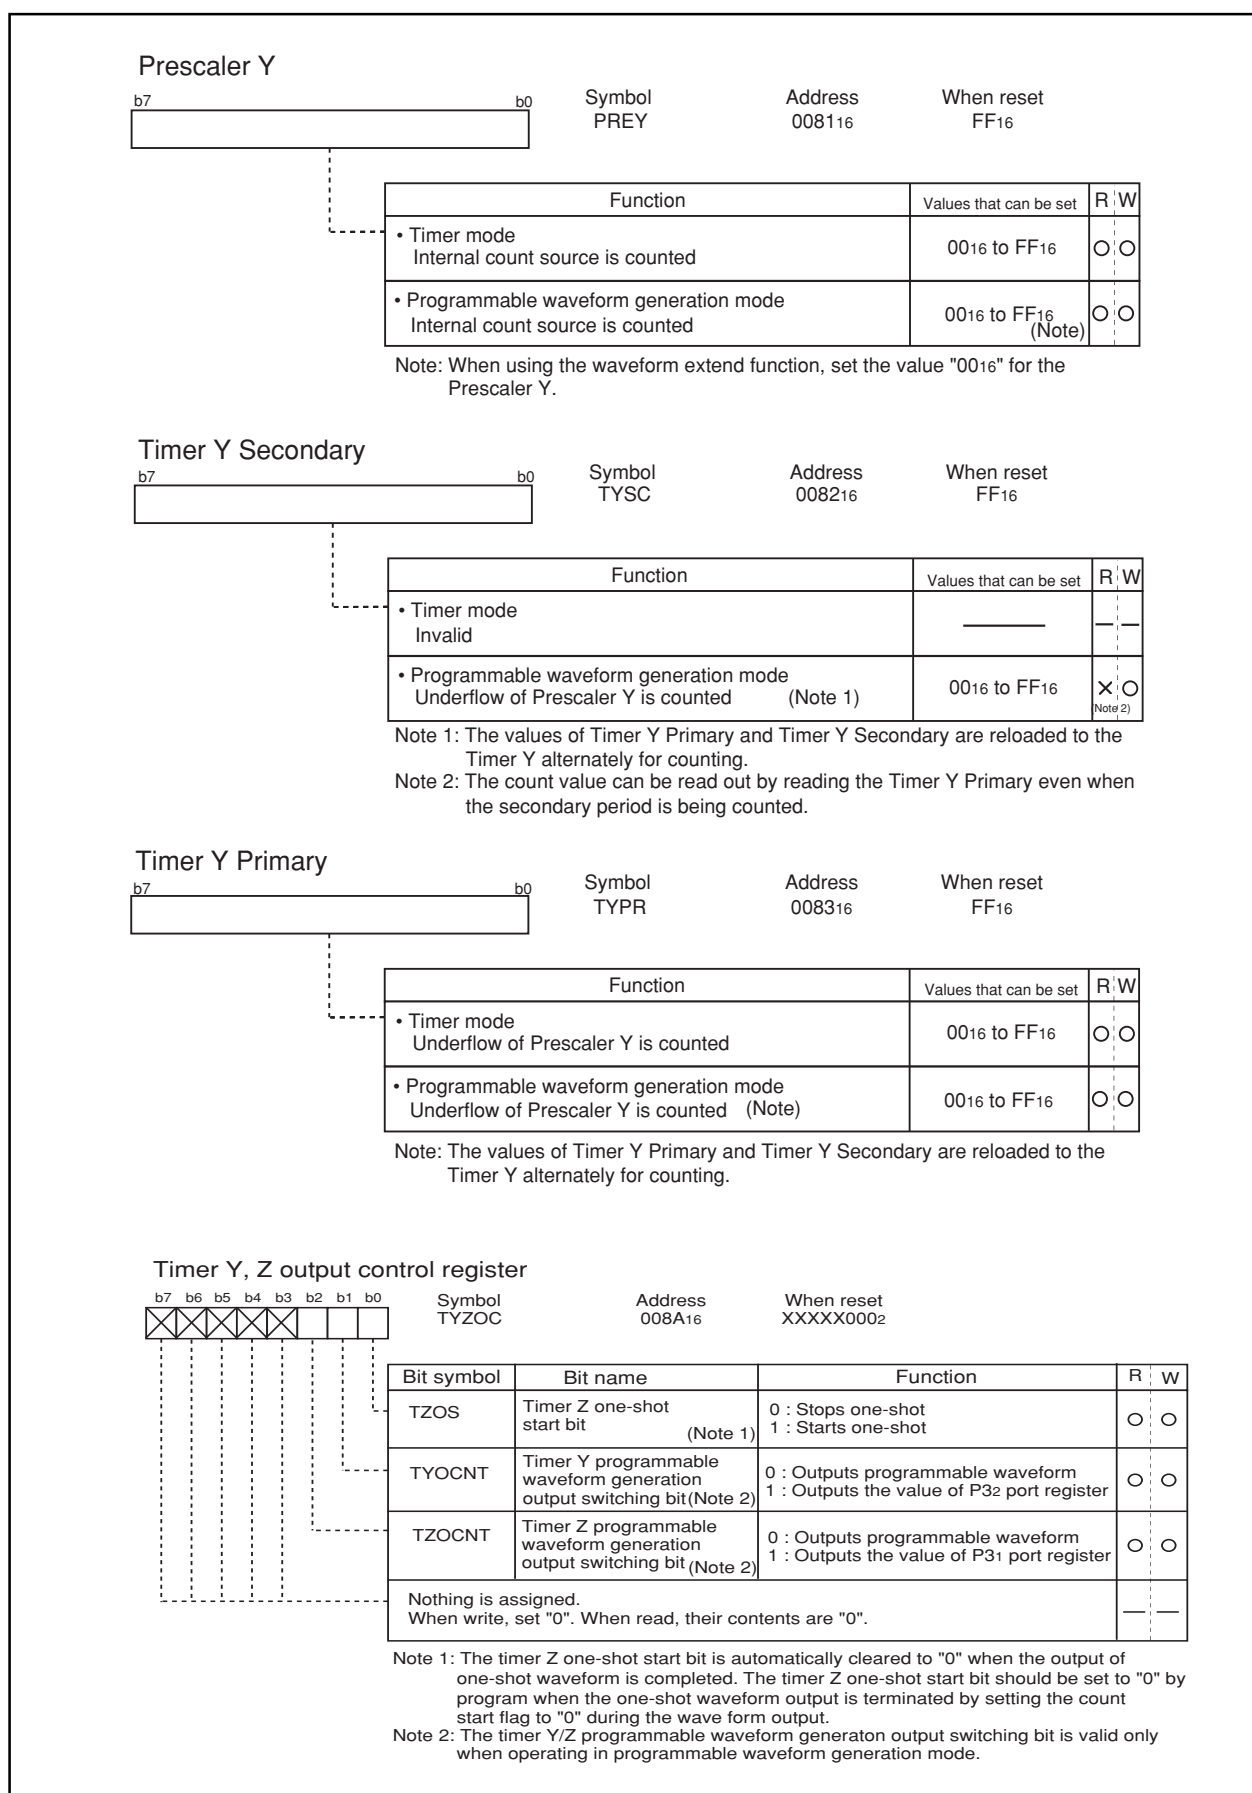 Prescaler Y
b7 b0 Symbol Address When reset
PREY 008116 FF16
Function Values that can be set R W
• Timer mode
Internal count source is counted 0016 to FF16 O O
• Programmable waveform generation mode
Internal count source is counted 0016 to FF16 O O
(Note)
Note: When using the waveform extend function, set the value "0016" for the
Prescaler Y.
Timer Y Secondary
b7 b0 Symbol Address When reset
TYSC 008216 FF16
Function Values that can be set R W
• Timer mode
Invalid — — —
• Programmable waveform generation mode
Underflow of Prescaler Y is counted (Note 1) 0016 to FF16 X O
(Note 2)
Note 1: The values of Timer Y Primary and Timer Y Secondary are reloaded to the
Timer Y alternately for counting.
Note 2: The count value can be read out by reading the Timer Y Primary even when
the secondary period is being counted.
Timer Y Primary
b7 b0 Symbol Address When reset
TYPR 008316 FF16
Function Values that can be set R W
• Timer mode
Underflow of Prescaler Y is counted 0016 to FF16 O O
• Programmable waveform generation mode
Underflow of Prescaler Y is counted (Note) 0016 to FF16 O O
Note: The values of Timer Y Primary and Timer Y Secondary are reloaded to the
Timer Y alternately for counting.
Timer Y, Z output control register
b7 b6 b5 b4 b3 b2 b1 b0 Symbol Address When reset
TYZOC 008A16 XXXXX0002
Bit symbol Bit name Function R W
TZOS Timer Z one-shot 0 : Stops one-shot O O
start bit (Note 1) 1 : Starts one-shot
TYOCNT Timer Y programmable
waveform generation 0 : Outputs programmable waveform O O
output switching bit (Note 2) 1 : Outputs the value of P32 port register
TZOCNT Timer Z programmable
waveform generation 0 : Outputs programmable waveform O O
output switching bit (Note 2) 1 : Outputs the value of P31 port register
Nothing is assigned.
When write, set "0". When read, their contents are "0". — —
Note 1: The timer Z one-shot start bit is automatically cleared to "0" when the output of
one-shot waveform is completed. The timer Z one-shot start bit should be set to "0" by
program when the one-shot waveform output is terminated by setting the count
start flag to "0" during the wave form output.
Note 2: The timer Y/Z programmable waveform generaton output switching bit is valid only
when operating in programmable waveform generation mode.